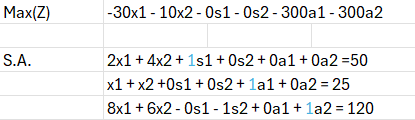 Max(Z) -30x1 - 10x2 - 0s1 - 0s2 - 300a1 - 300a2
S.A. 2x1 + 4x2 + 1s1 + 0s2 + 0a1 + 0a2 =50
x1 + x2 +0s1 + 0s2 + 1a1 + 0a2 = 25
8x1 + 6x2 - 0s1 - 1s2 + 0a1 + 1a2 = 120